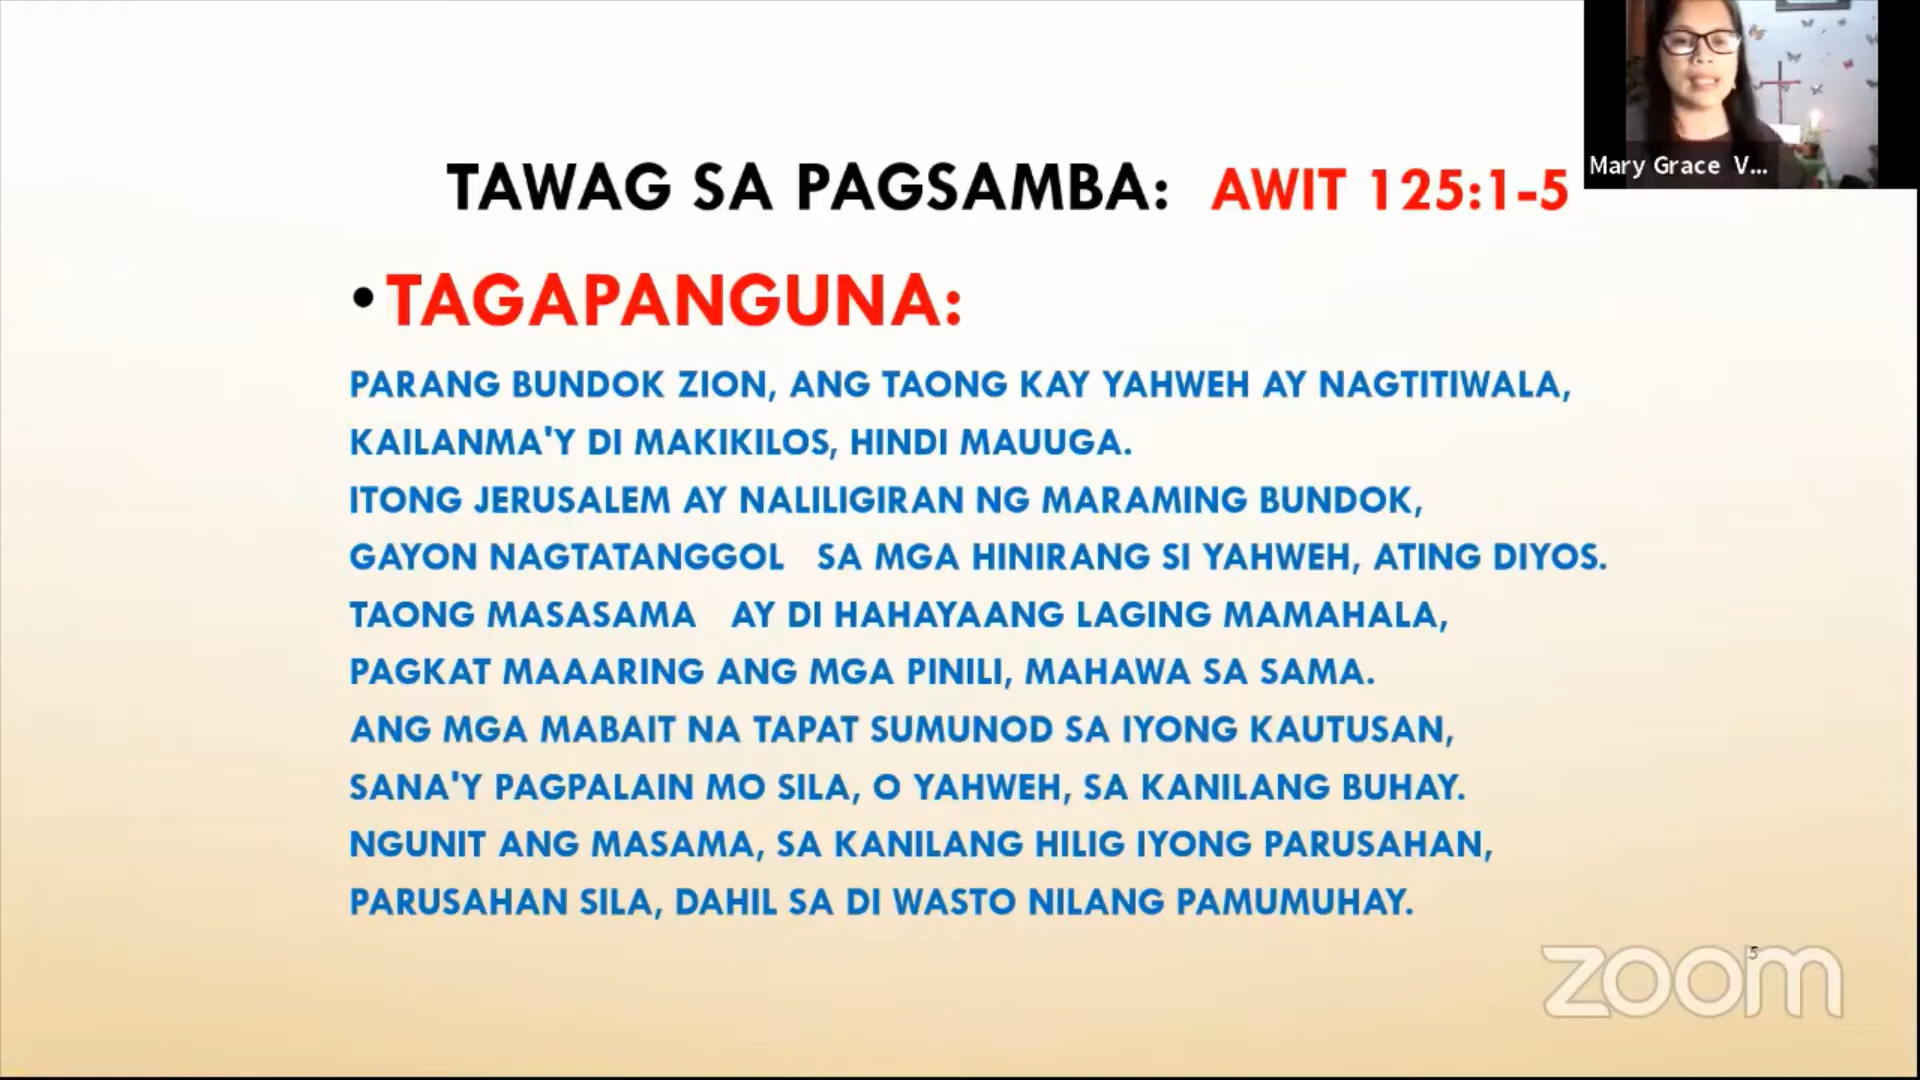 Mary Grace V...
TAWAG SA PAGSAMBA: AWIT 125:1-5
•TAGAPANGUNA:
PARANG BUNDOK ZION, ANG TAONG KAY YAHWEH AY NAGTITIWALA,
KAILANMA'Y DI MAKIKILOS, HINDI MAUUGA.
ITONG JERUSALEM AY NALILIGIRAN NG MARAMING BUNDOK,
GAYON NAGTATANGGOL SA MGA HINIRANG SI YAHWEH, ATING DIYOS.
TAONG MASASAMA AY DI HAHAYAANG LAGING MAMAHALA,
PAGKAT MAAARING ANG MGA PINILI, MAHAWA SA SAMA.
ANG MGA MABAIT NA TAPAT SUMUNOD SA IYONG KAUTUSAN,
SANA'Y PAGPALAIN MO SILA, O YAHWEH, SA KANILANG BUHAY.
NGUNIT ANG MASAMA, SA KANILANG HILIG IYONG PARUSAHAN,
PARUSAHAN SILA, DAHIL SA DI WASTO NILANG PAMUMUHAY.
5
zoom